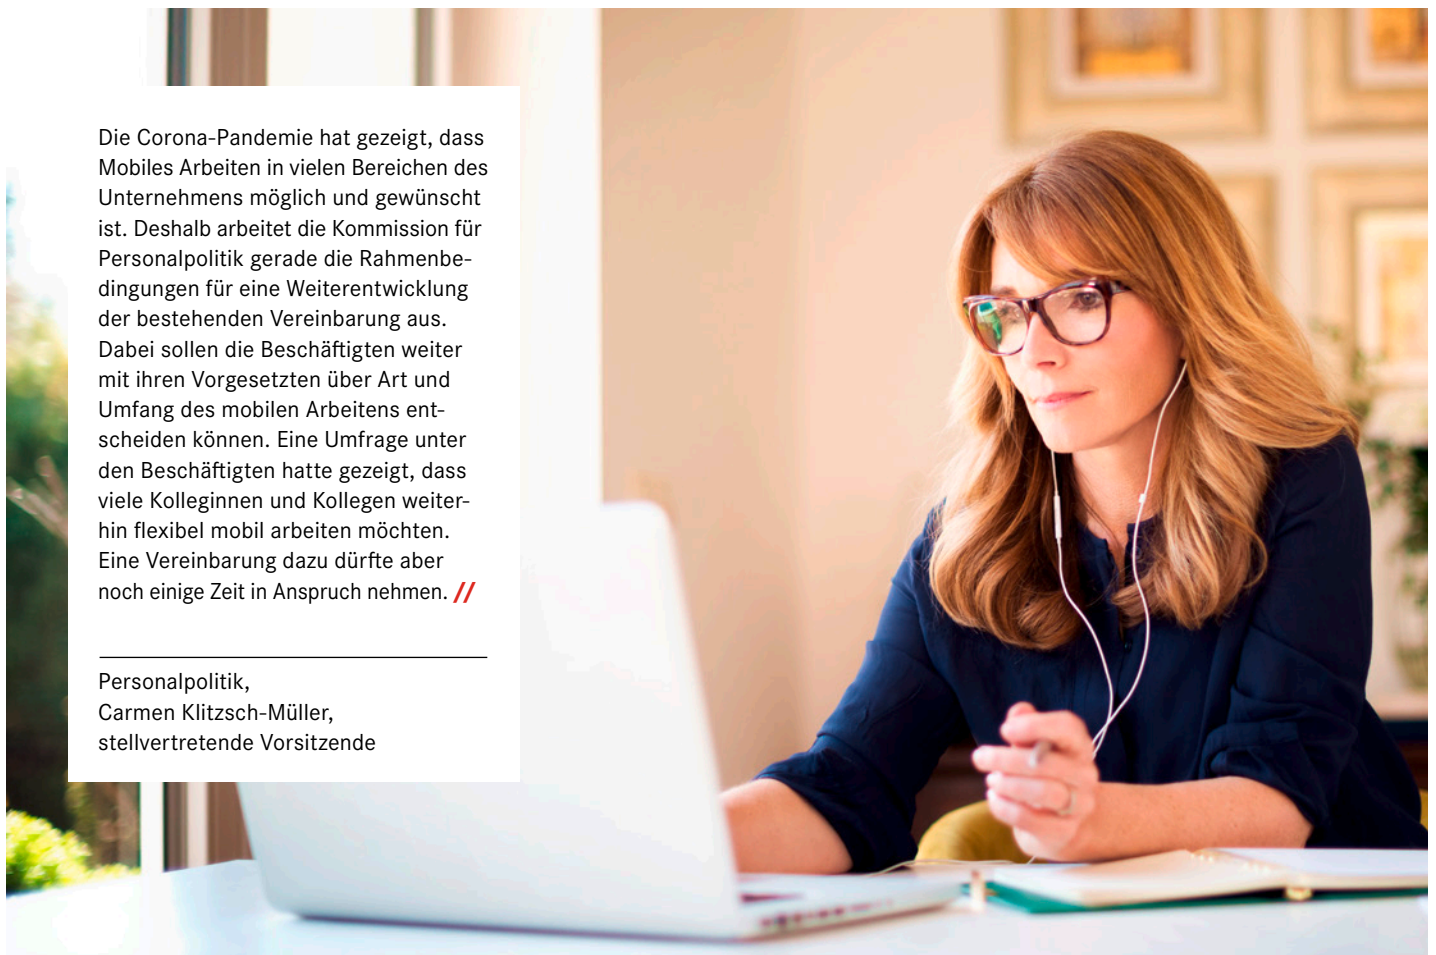 Die Corona-Pandemie hat gezeigt, dass
Mobiles Arbeiten in vielen Bereichen des
Unternehmens möglich und gewünscht
ist. Deshalb arbeitet die Kommission für
Personalpolitik gerade die Rahmenbe-
dingungen für eine Weiterentwicklung
der bestehenden Vereinbarung aus.
Dabei sollen die Beschäftigten weiter
mit ihren Vorgesetzten über Art und
Umfang des mobilen Arbeitens ent-
scheiden können. Eine Umfrage unter
den Beschäftigten hatte gezeigt, dass
viele Kolleginnen und Kollegen weiter-
hin flexibel mobil arbeiten möchten.
Eine Vereinbarung dazu dürfte aber
noch einige Zeit in Anspruch nehmen. //
Personalpolitik,
Carmen Klitzsch-Müller,
stellvertretende Vorsitzende